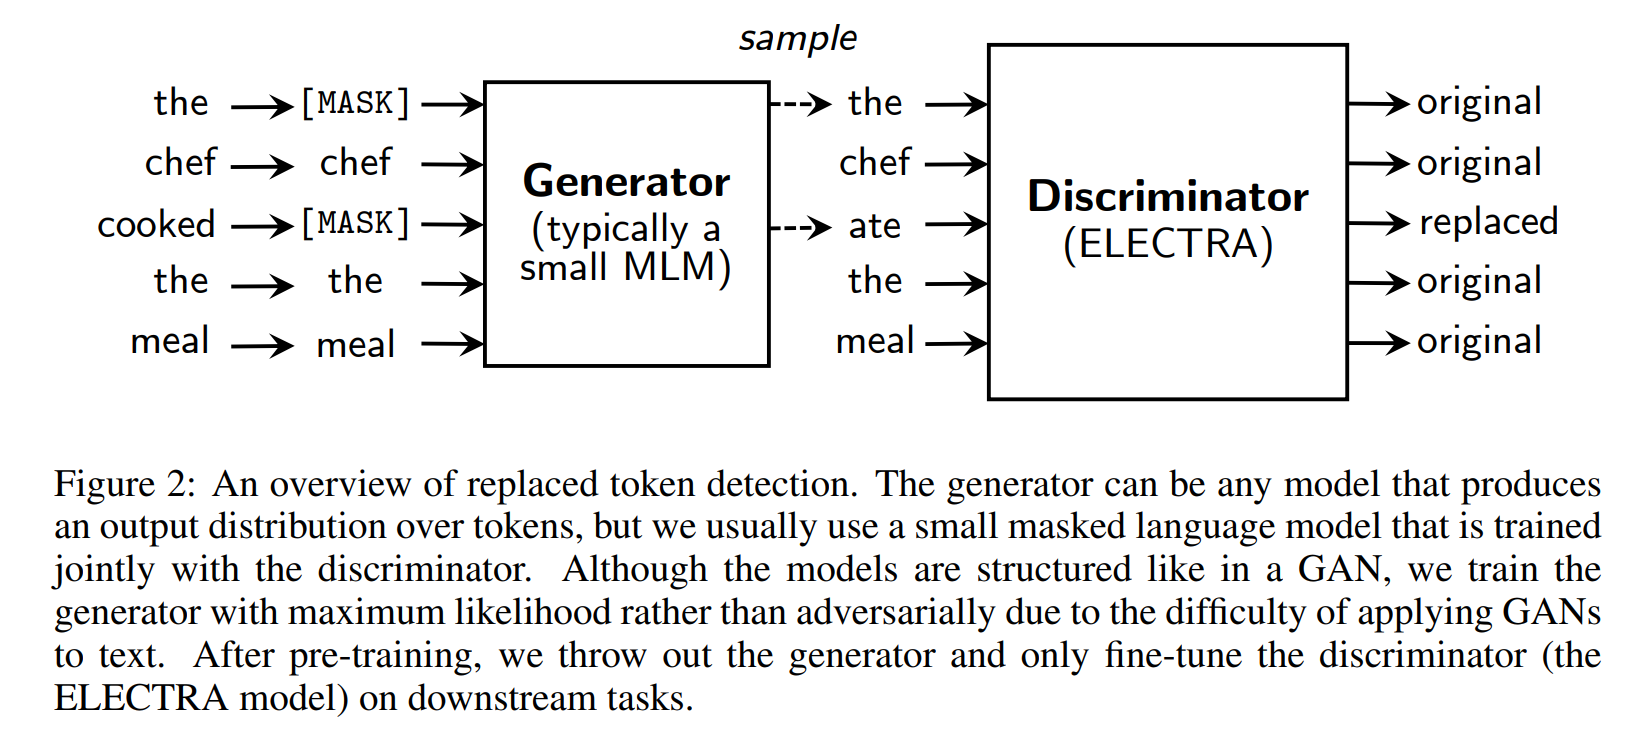 sample
the [MASK] the original
chef chef chef original
cooked [MASK] ate replaced
the the the original
meal meal meal original
Generator
(typically a
small MLM)
Discriminator
(ELECTRA)
Figure 2: An overview of replaced token detection. The generator can be any model that produces
an output distribution over tokens, but we usually use a small masked language model that is trained
jointly with the discriminator. Although the models are structured like in a GAN, we train the
generator with maximum likelihood rather than adversarially due to the difficulty of applying GANs
to text. After pre-training, we throw out the generator and only fine-tune the discriminator (the
ELECTRA model) on downstream tasks.